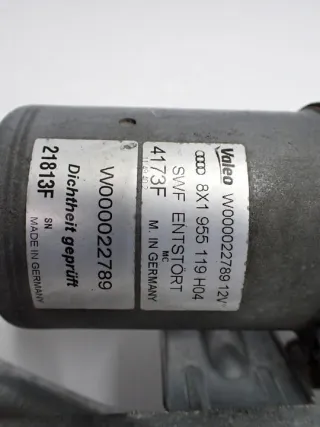 Valeo W000022789 12V
8X1 955 119 H04
SWF ENTSTÖRT MC
4173F M. IN GERMANY
W000022789
Dichtheit geprüft
21813F SN
MADE IN GERMANY